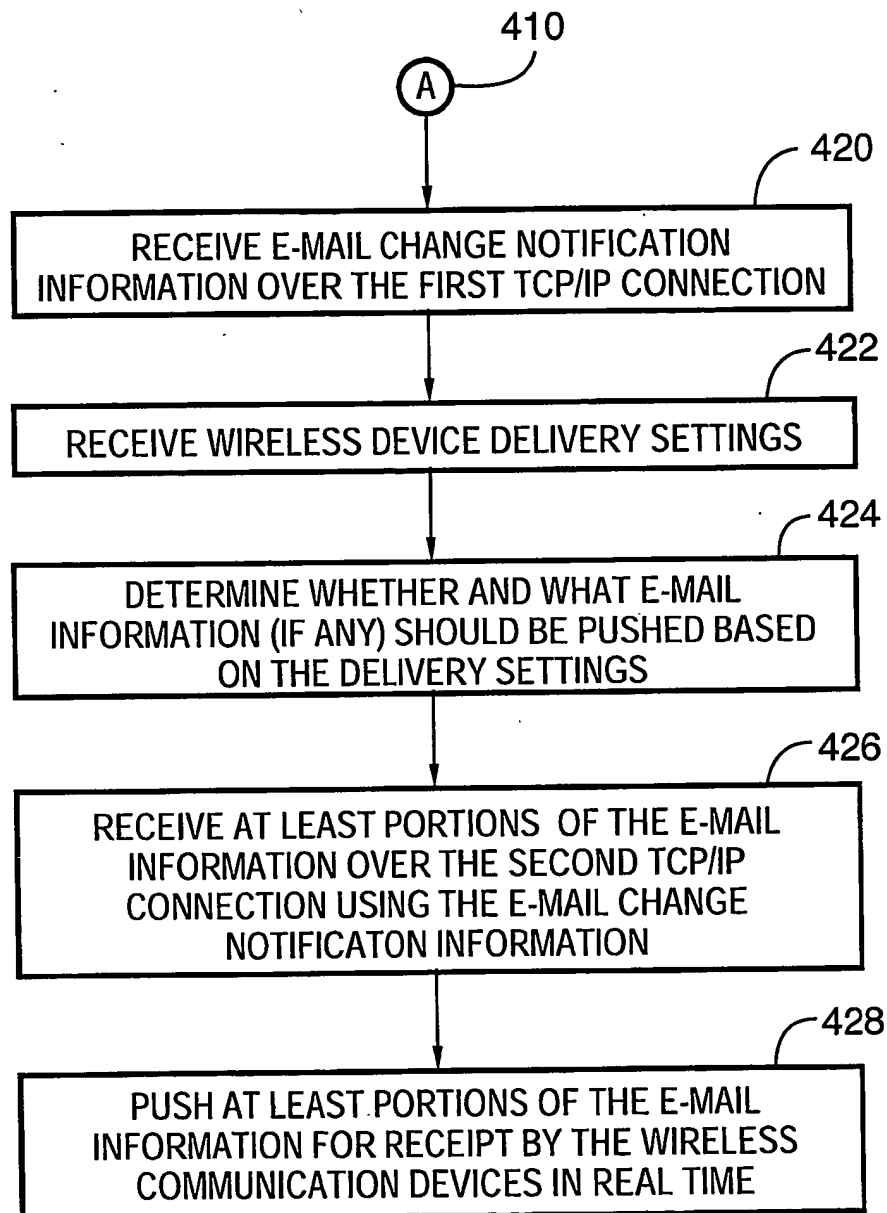 410
A
420
RECEIVE E-MAIL CHANGE NOTIFICATION
INFORMATION OVER THE FIRST TCP/IP CONNECTION
422
RECEIVE WIRELESS DEVICE DELIVERY SETTINGS
424
DETERMINE WHETHER AND WHAT E-MAIL
INFORMATION (IF ANY) SHOULD BE PUSHED BASED
ON THE DELIVERY SETTINGS
426
RECEIVE AT LEAST PORTIONS OF THE E-MAIL
INFORMATION OVER THE SECOND TCP/IP
CONNECTION USING THE E-MAIL CHANGE
NOTIFICATON INFORMATION
428
PUSH AT LEAST PORTIONS OF THE E-MAIL
INFORMATION FOR RECEIPT BY THE WIRELESS
COMMUNICATION DEVICES IN REAL TIME